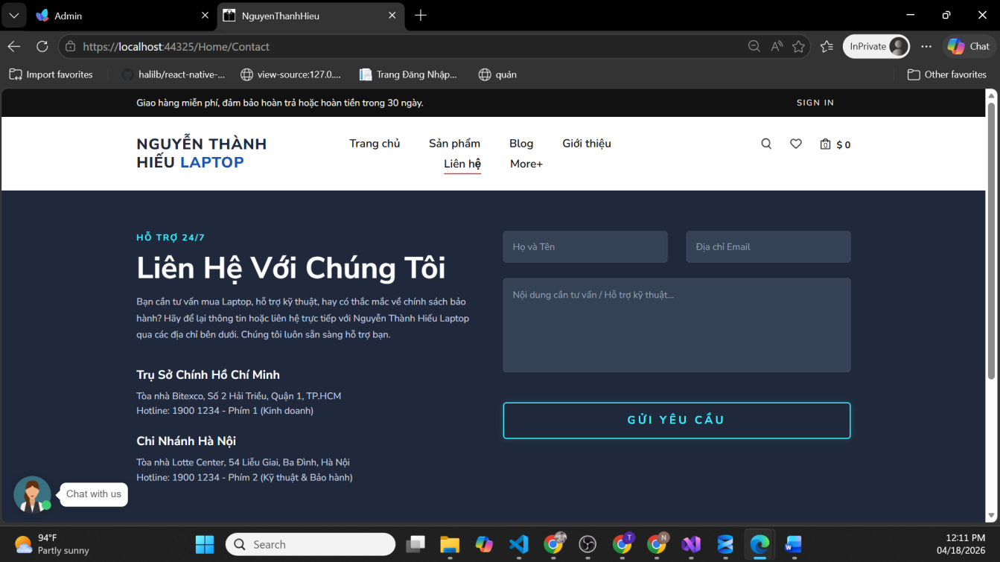 Admin
NguyenThanhHieu
https://localhost:44325/Home/Contact
InPrivate
Chat
Import favorites
halilb/react-native-...
view-source:127.0....
Trang Đăng Nhập...
quản
Other favorites
Giao hàng miễn phí, đảm bảo hoàn trả hoặc hoàn tiền trong 30 ngày.
SIGN IN
NGUYỄN THÀNH
HIẾU LAPTOP
Trang chủ
Sản phẩm
Blog
Giới thiệu
Liên hệ
More+
0
$ 0
HỖ TRỢ 24/7
Liên Hệ Với Chúng Tôi
Bạn cần tư vấn mua Laptop, hỗ trợ kỹ thuật, hay có thắc mắc về chính sách bảo
hành? Hãy để lại thông tin hoặc liên hệ trực tiếp với Nguyễn Thành Hiếu Laptop
qua các địa chỉ bên dưới. Chúng tôi luôn sẵn sàng hỗ trợ bạn.
Trụ Sở Chính Hồ Chí Minh
Tòa nhà Bitexco, Số 2 Hải Triều, Quận 1, TP.HCM
Hotline: 1900 1234 - Phím 1 (Kinh doanh)
Chi Nhánh Hà Nội
Tòa nhà Lotte Center, 54 Liễu Giai, Ba Đình, Hà Nội
Hotline: 1900 1234 - Phím 2 (Kỹ thuật & Bảo hành)
Họ và Tên
Địa chỉ Email
Nội dung cần tư vấn / Hỗ trợ kỹ thuật...
GỬI YÊU CẦU
Chat with us
94°F
Partly sunny
Search
T
N
W
12:11 PM
04/18/2026